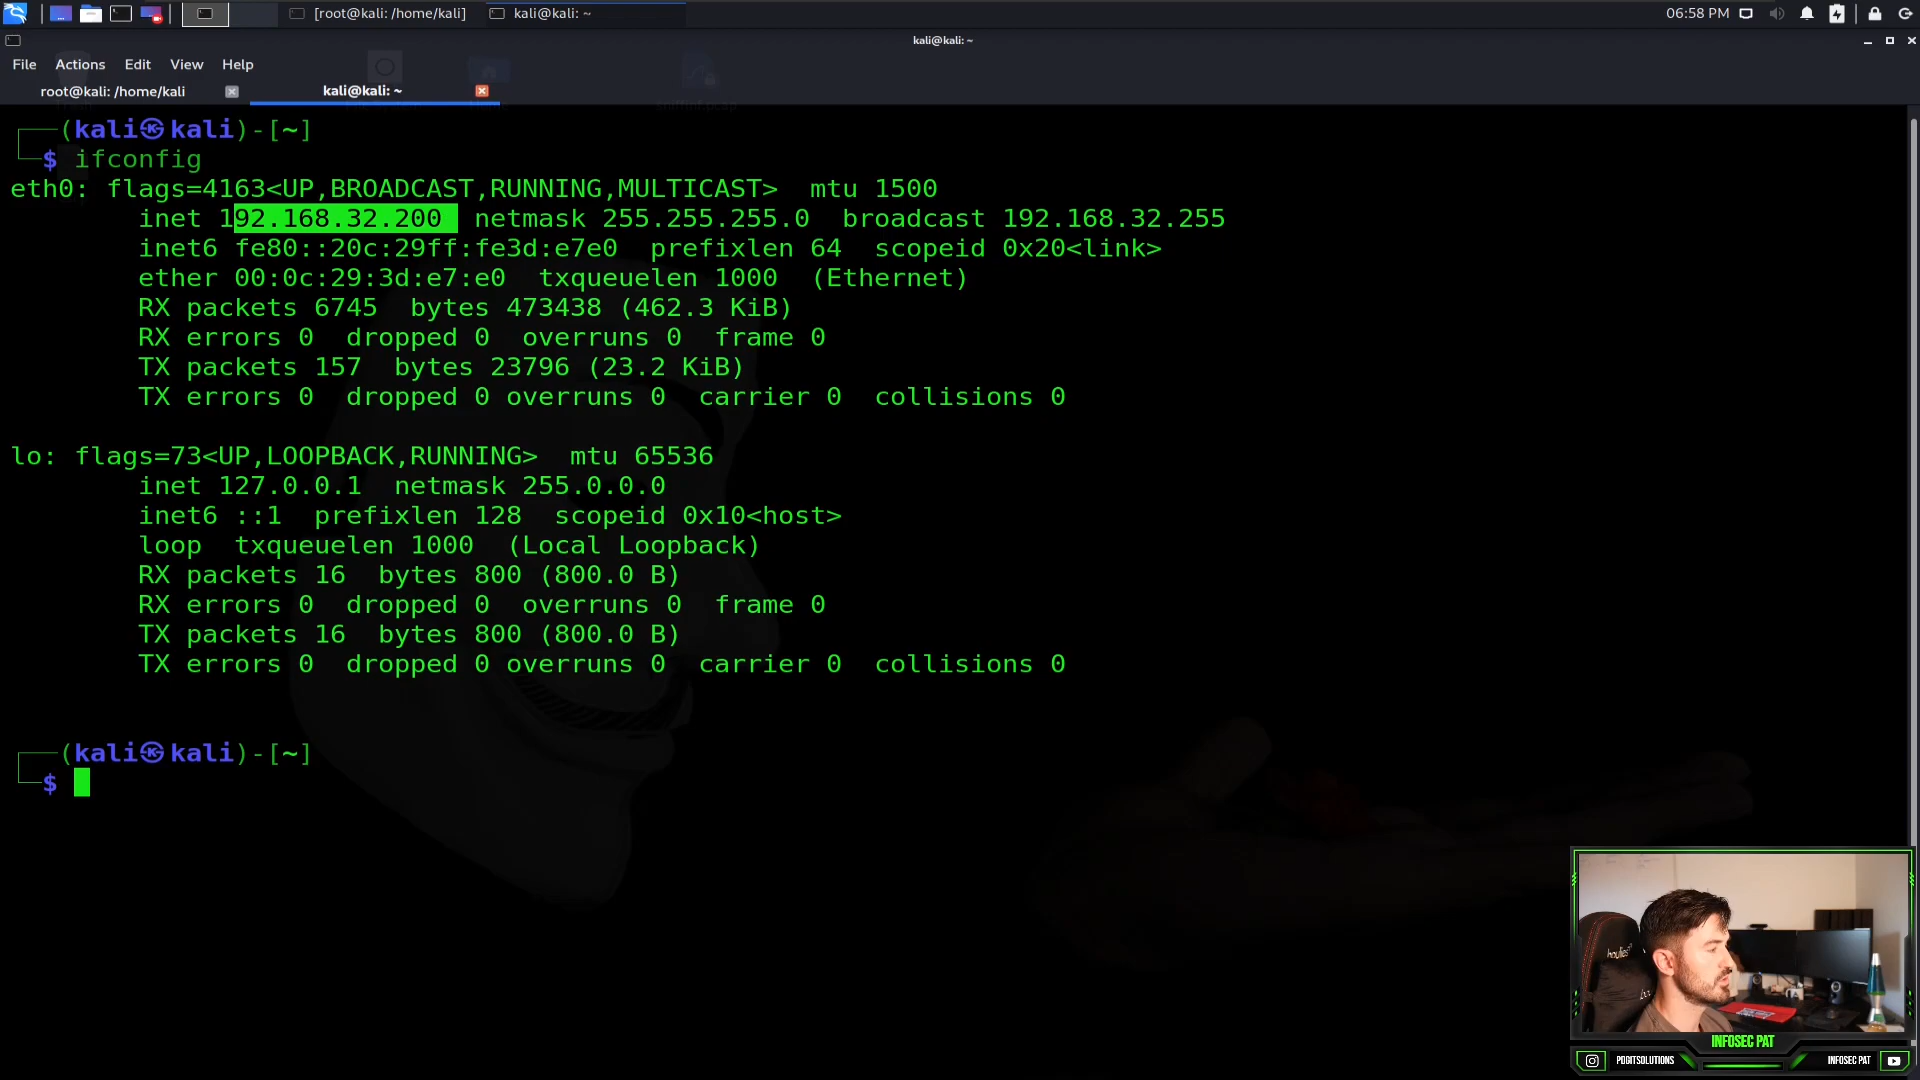 [root@kali: /home/kali]
kali@kali: ~
06:58 PM
kali@kali: ~
File Actions Edit View Help
root@kali: /home/kali
kali@kali: ~
(kali㉿kali)-[~]
$ ifconfig
eth0: flags=4163<UP,BROADCAST,RUNNING,MULTICAST>  mtu 1500
        inet 192.168.32.200  netmask 255.255.255.0  broadcast 192.168.32.255
        inet6 fe80::20c:29ff:fe3d:e7e0  prefixlen 64  scopeid 0x20<link>
        ether 00:0c:29:3d:e7:e0  txqueuelen 1000  (Ethernet)
        RX packets 6745  bytes 473438 (462.3 KiB)
        RX errors 0  dropped 0  overruns 0  frame 0
        TX packets 157  bytes 23796 (23.2 KiB)
        TX errors 0  dropped 0 overruns 0  carrier 0  collisions 0
lo: flags=73<UP,LOOPBACK,RUNNING>  mtu 65536
        inet 127.0.0.1  netmask 255.0.0.0
        inet6 ::1  prefixlen 128  scopeid 0x10<host>
        loop  txqueuelen 1000  (Local Loopback)
        RX packets 16  bytes 800 (800.0 B)
        RX errors 0  dropped 0  overruns 0  frame 0
        TX packets 16  bytes 800 (800.0 B)
        TX errors 0  dropped 0 overruns 0  carrier 0  collisions 0
(kali㉿kali)-[~]
$
INFOSEC PAT
PDBITSOLUTIONS
INFOSEC PAT